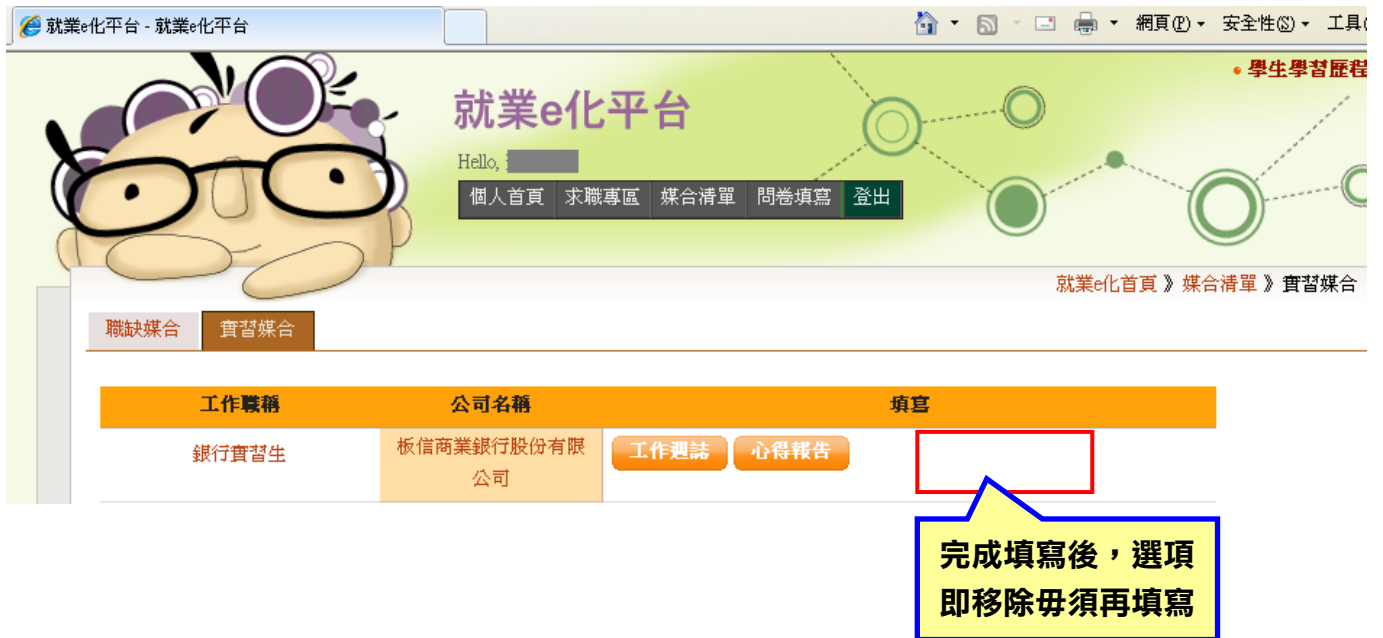 就業e化平台 - 就業e化平台
網頁(P) 安全性(S) 工具(
學生學習歷程
就業e化平台
Hello,
個人首頁 求職專區 媒合清單 問卷填寫 登出
就業e化首頁 》 媒合清單 》 實習媒合
職缺媒合 實習媒合
工作職稱 公司名稱 填寫
銀行實習生 板信商業銀行股份有限公司 工作週誌 心得報告
完成填寫後，選項
即移除毋須再填寫